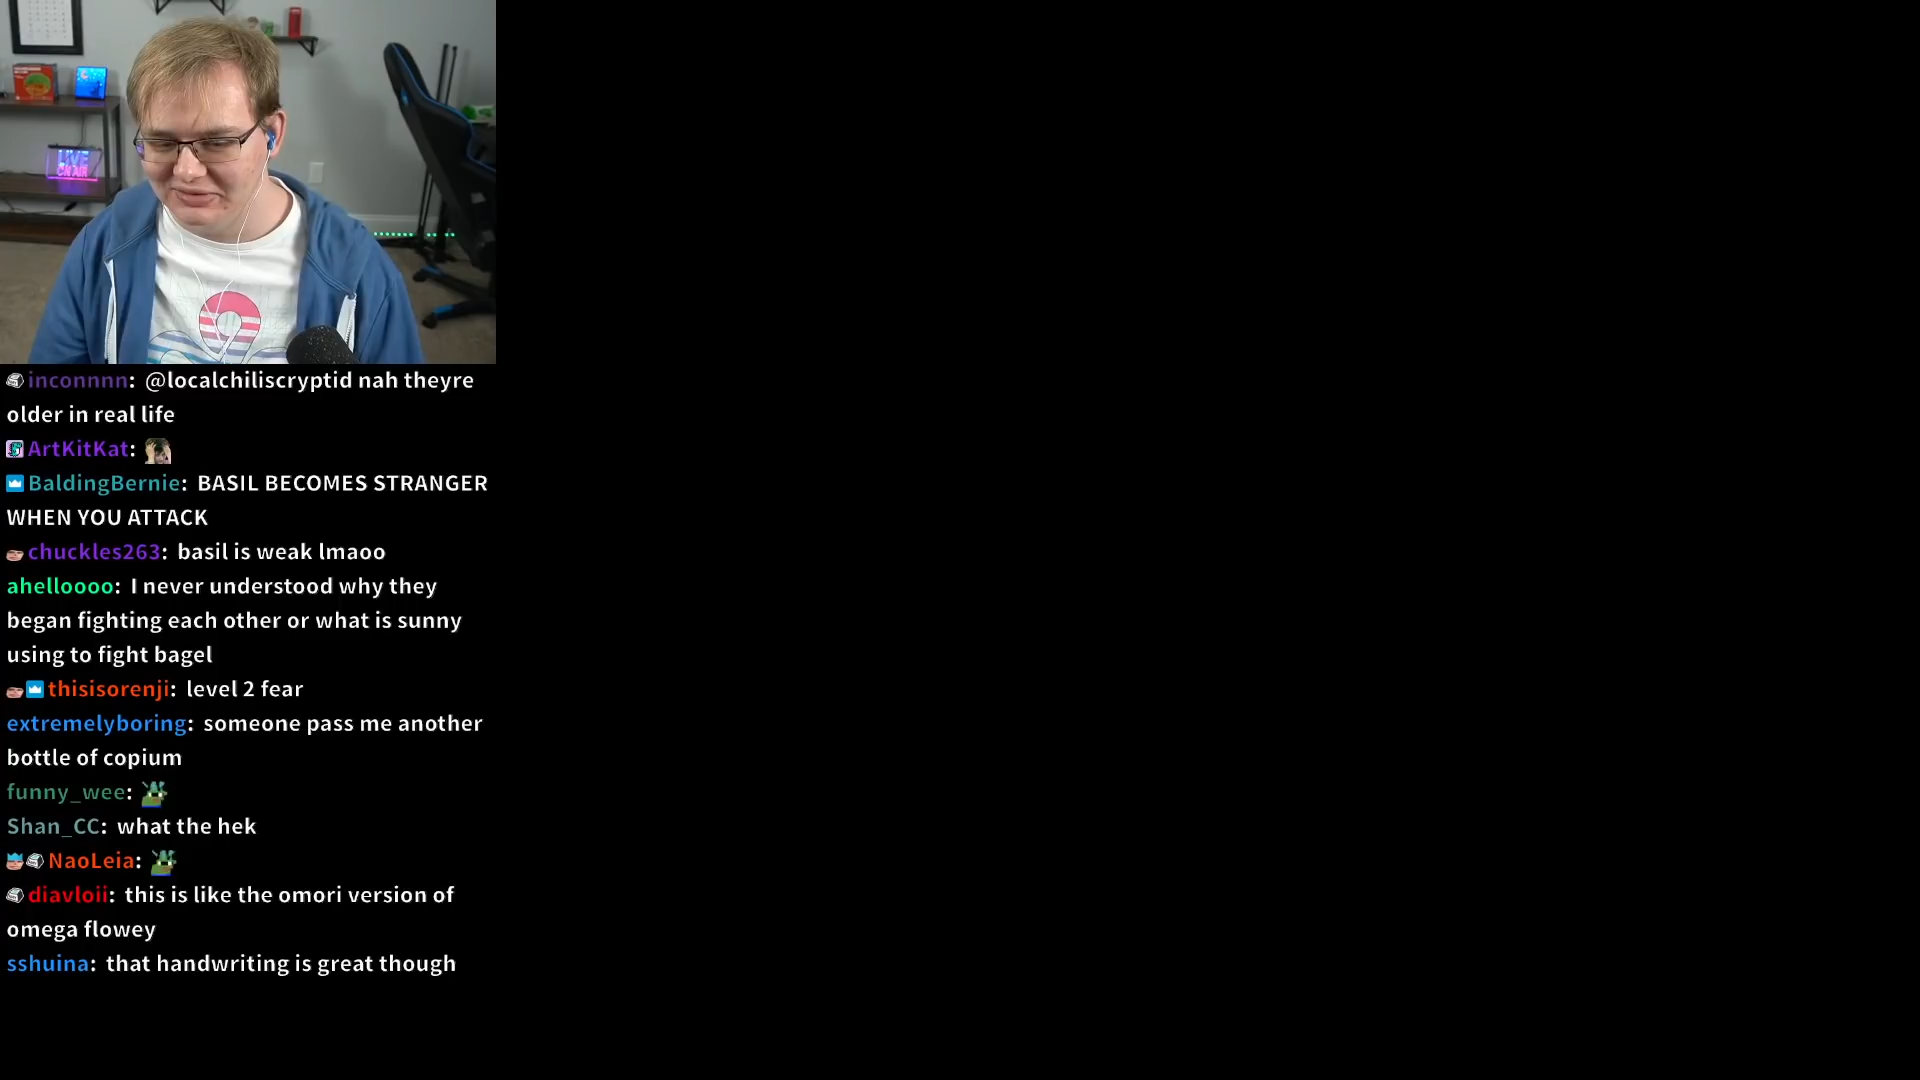 LIVE
ON AIR
inconnnn: @localchiliscryptid nah theyre
older in real life
ArtKitKat:
BaldingBernie: BASIL BECOMES STRANGER
WHEN YOU ATTACK
chuckles263: basil is weak lmaoo
ahelloooo: I never understood why they
began fighting each other or what is sunny
using to fight bagel
thisisorenji: level 2 fear
extremelyboring: someone pass me another
bottle of copium
funny_wee:
Shan_CC: what the hek
NaoLeia:
diavloii: this is like the omori version of
omega flowey
sshuina: that handwriting is great though